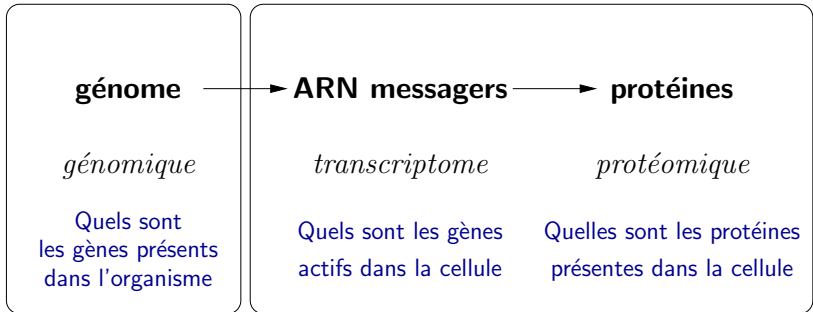 génome
ARN messagers
protéines
génomique
transcriptome
protéomique
Quels sont
les gènes présents
dans l'organisme
Quels sont les gènes
actifs dans la cellule
Quelles sont les protéines
présentes dans la cellule